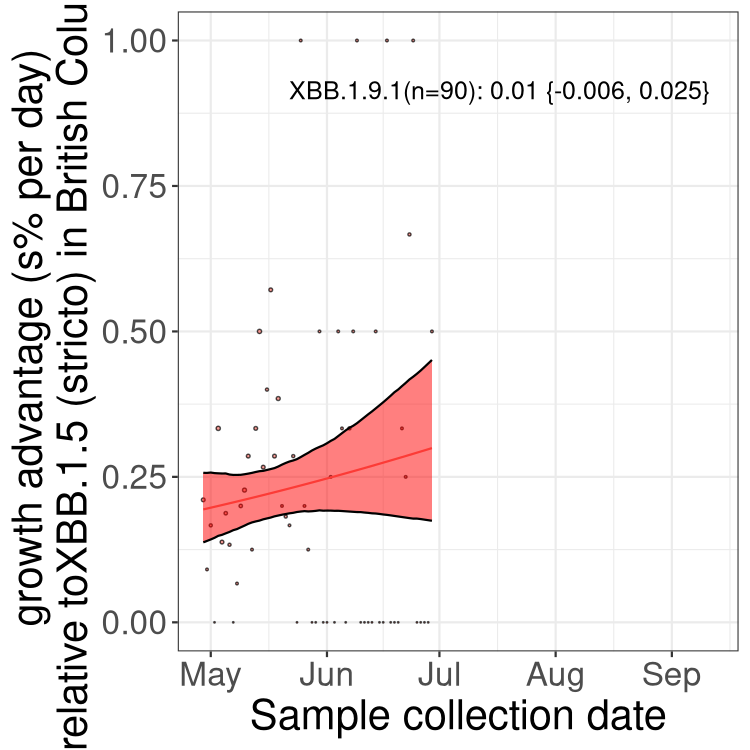 growth advantage (s% per day)
relative toXBB.1.5 (stricto) in British Colu
1.00
0.75
0.50
0.25
0.00
XBB.1.9.1(n=90): 0.01 {-0.006, 0.025}
May Jun Jul Aug Sep
Sample collection date